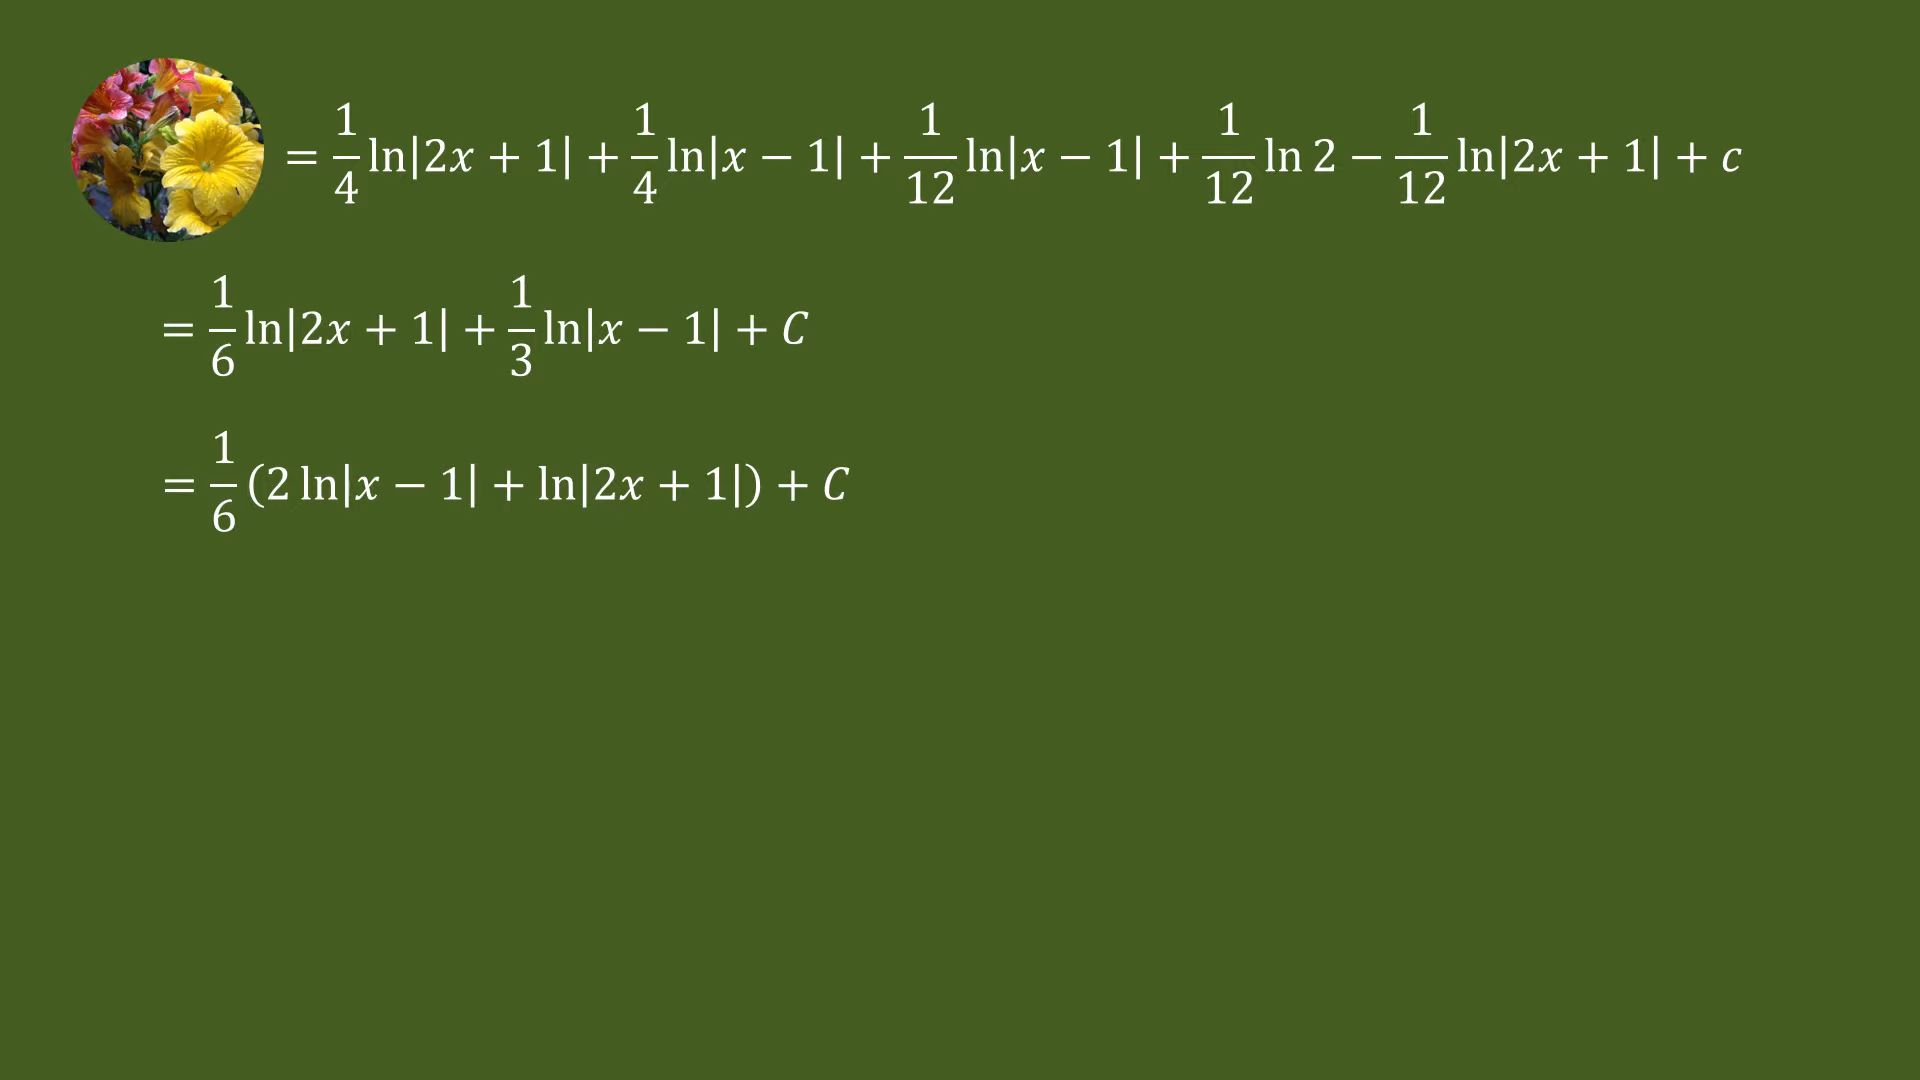 = 1/4 ln|2x + 1| + 1/4 ln|x − 1| + 1/12 ln|x − 1| + 1/12 ln 2 − 1/12 ln|2x + 1| + c
= 1/6 ln|2x + 1| + 1/3 ln|x − 1| + C
= 1/6 (2 ln|x − 1| + ln|2x + 1|) + C